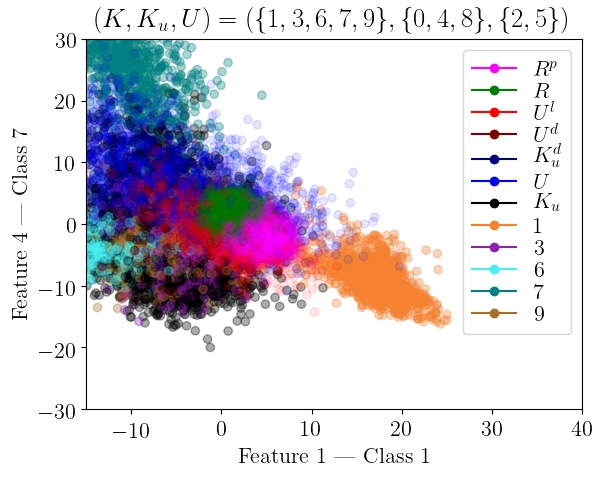 (K, K_u, U) = ({1, 3, 6, 7, 9}, {0, 4, 8}, {2, 5})
30
20
10
0
−10
−20
−30
Feature 4 — Class 7
−10
0
10
20
30
40
Feature 1 — Class 1
R^p
R
U^l
U^d
K_u^d
U
K_u
1
3
6
7
9